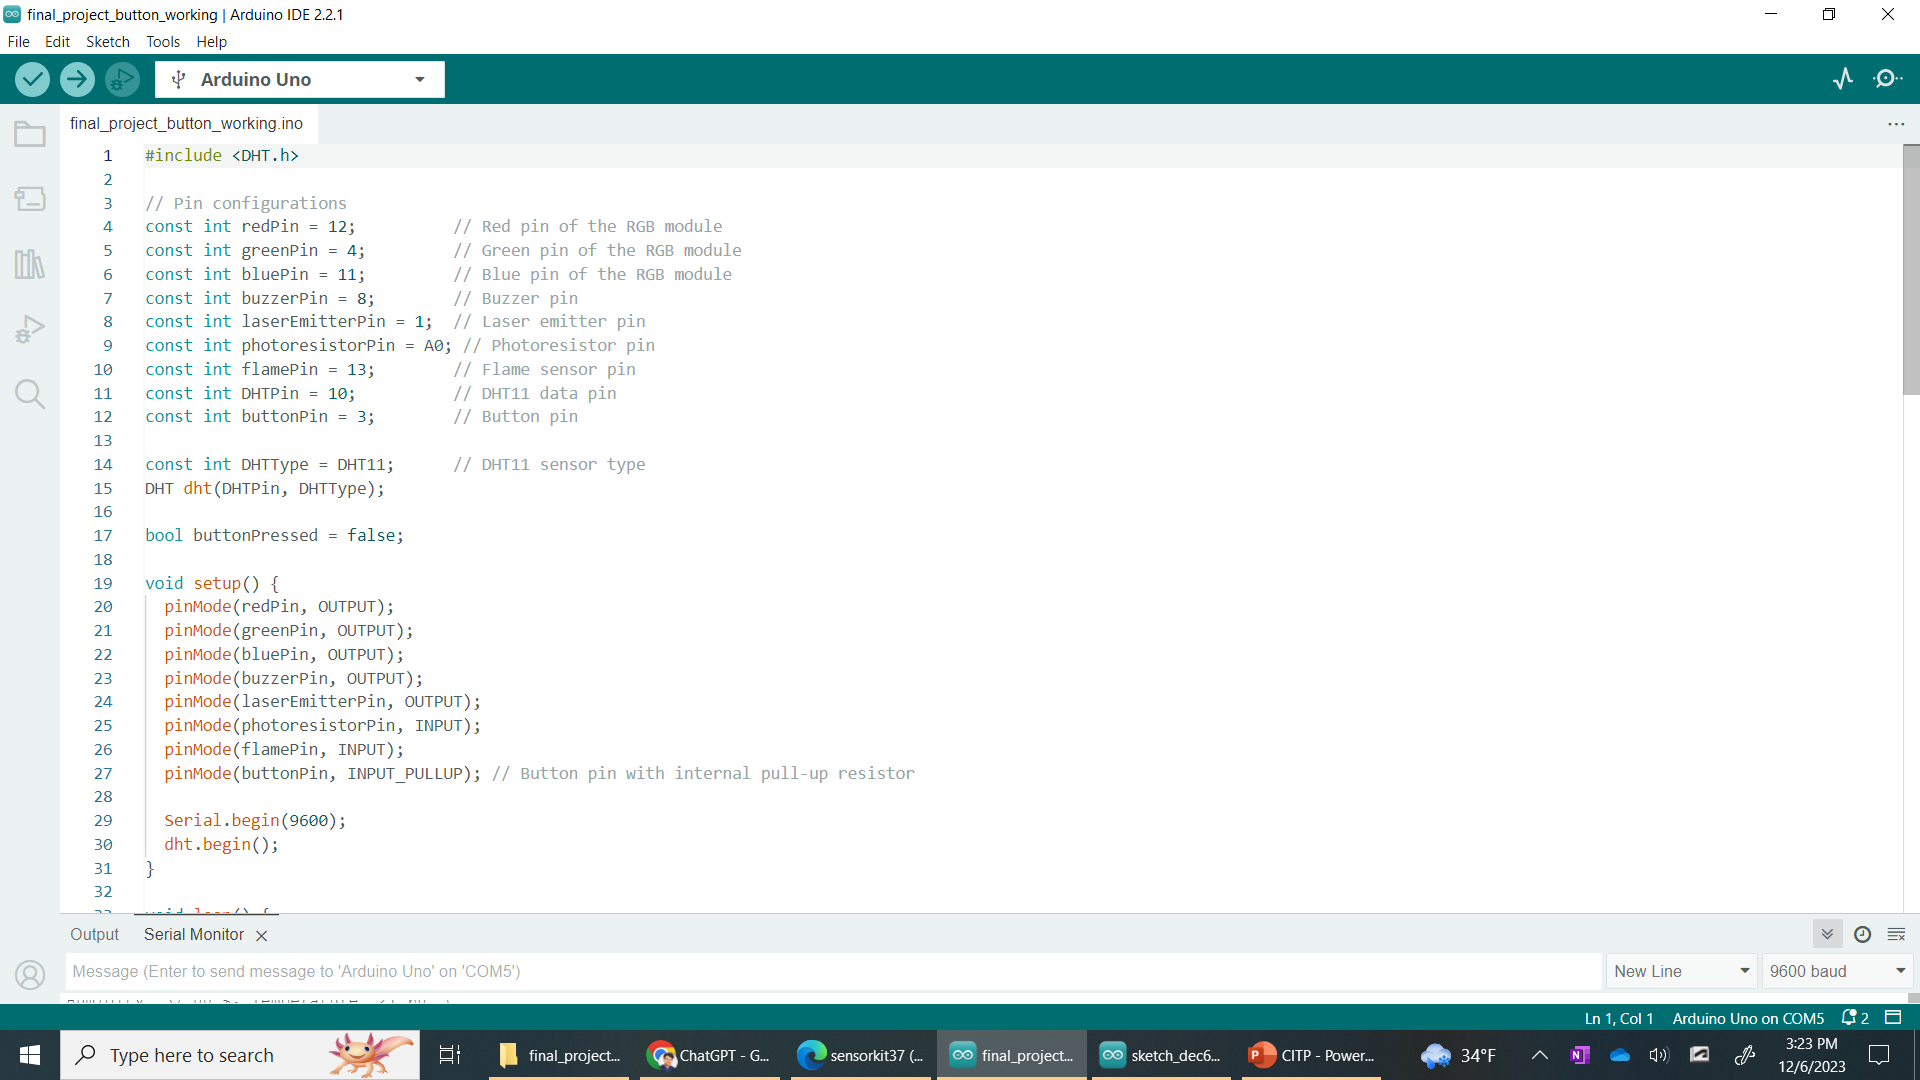 final_project_button_working | Arduino IDE 2.2.1
File Edit Sketch Tools Help
Arduino Uno
final_project_button_working.ino
1 #include <DHT.h>
2
3 // Pin configurations
4 const int redPin = 12; // Red pin of the RGB module
5 const int greenPin = 4; // Green pin of the RGB module
6 const int bluePin = 11; // Blue pin of the RGB module
7 const int buzzerPin = 8; // Buzzer pin
8 const int laserEmitterPin = 1; // Laser emitter pin
9 const int photoresistorPin = A0; // Photoresistor pin
10 const int flamePin = 13; // Flame sensor pin
11 const int DHTPin = 10; // DHT11 data pin
12 const int buttonPin = 3; // Button pin
13
14 const int DHTType = DHT11; // DHT11 sensor type
15 DHT dht(DHTPin, DHTType);
16
17 bool buttonPressed = false;
18
19 void setup() {
20 pinMode(redPin, OUTPUT);
21 pinMode(greenPin, OUTPUT);
22 pinMode(bluePin, OUTPUT);
23 pinMode(buzzerPin, OUTPUT);
24 pinMode(laserEmitterPin, OUTPUT);
25 pinMode(photoresistorPin, INPUT);
26 pinMode(flamePin, INPUT);
27 pinMode(buttonPin, INPUT_PULLUP); // Button pin with internal pull-up resistor
28
29 Serial.begin(9600);
30 dht.begin();
31 }
32
33 void loop() {
Output Serial Monitor
Message (Enter to send message to 'Arduino Uno' on 'COM5') New Line 9600 baud
Ln 1, Col 1 Arduino Uno on COM5 2
Type here to search final_project... ChatGPT - G... sensorkit37 (... final_project... sketch_dec6... CITP - Power... 34°F 3:23 PM
12/6/2023